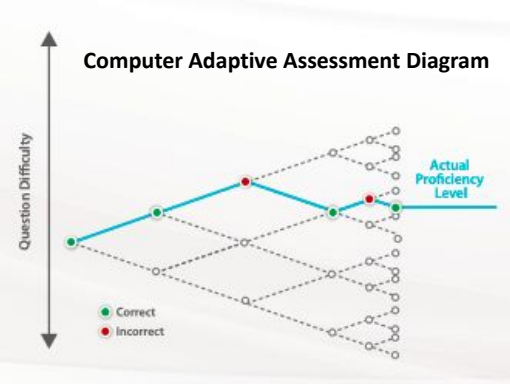 Computer Adaptive Assessment Diagram
Question Difficulty
Actual
Proficiency
Level
Correct
Incorrect